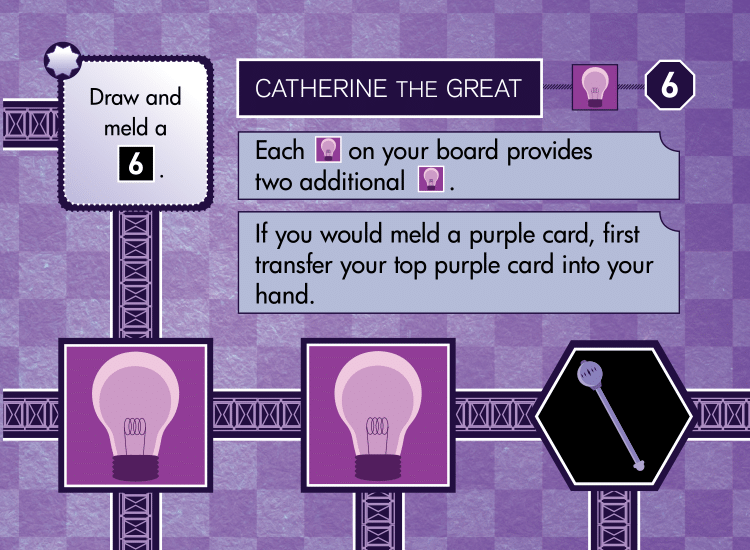 Draw and
meld a
6 .
CATHERINE THE GREAT
6
Each on your board provides
two additional .
If you would meld a purple card, first
transfer your top purple card into your
hand.